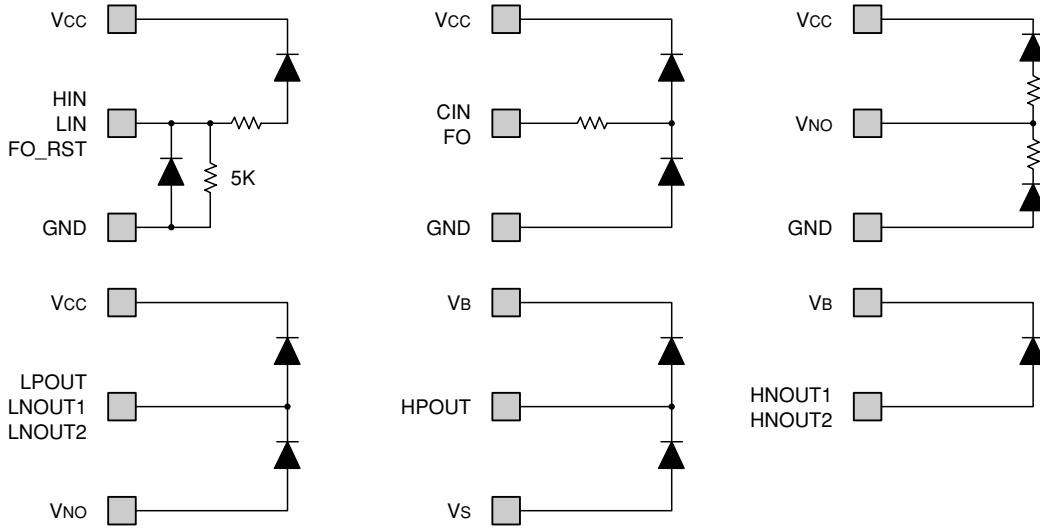 VCC
HIN
LIN
FO_RST
5K
GND
VCC
CIN
FO
GND
VCC
VNO
GND
VCC
LPOUT
LNOUT1
LNOUT2
VNO
VB
HPOUT
VS
VB
HNOUT1
HNOUT2